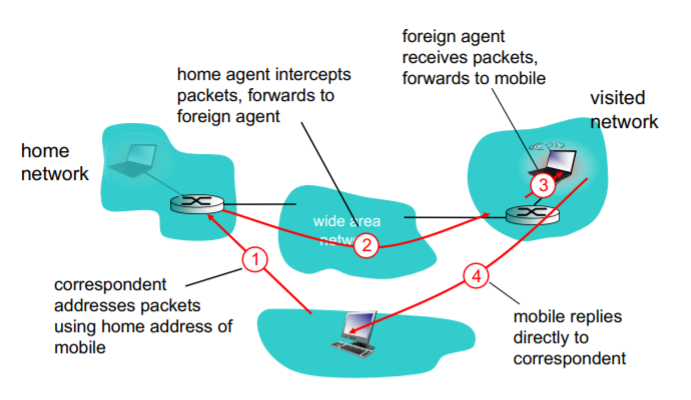 foreign agent
receives packets,
forwards to mobile
home agent intercepts
packets, forwards to
foreign agent
visited
network
home
network
3
wide area
network
2
1
4
correspondent
addresses packets
using home address of
mobile
mobile replies
directly to
correspondent